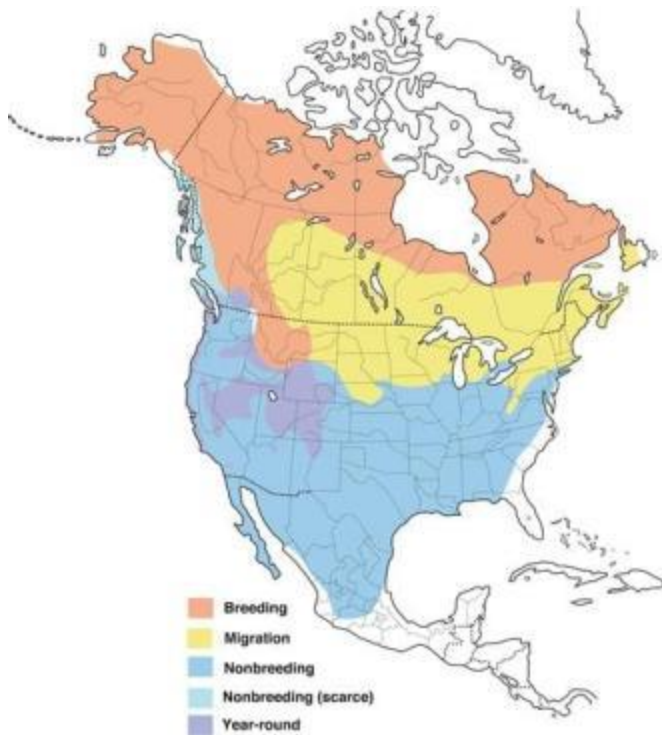 Breeding
Migration
Nonbreeding
Nonbreeding (scarce)
Year-round